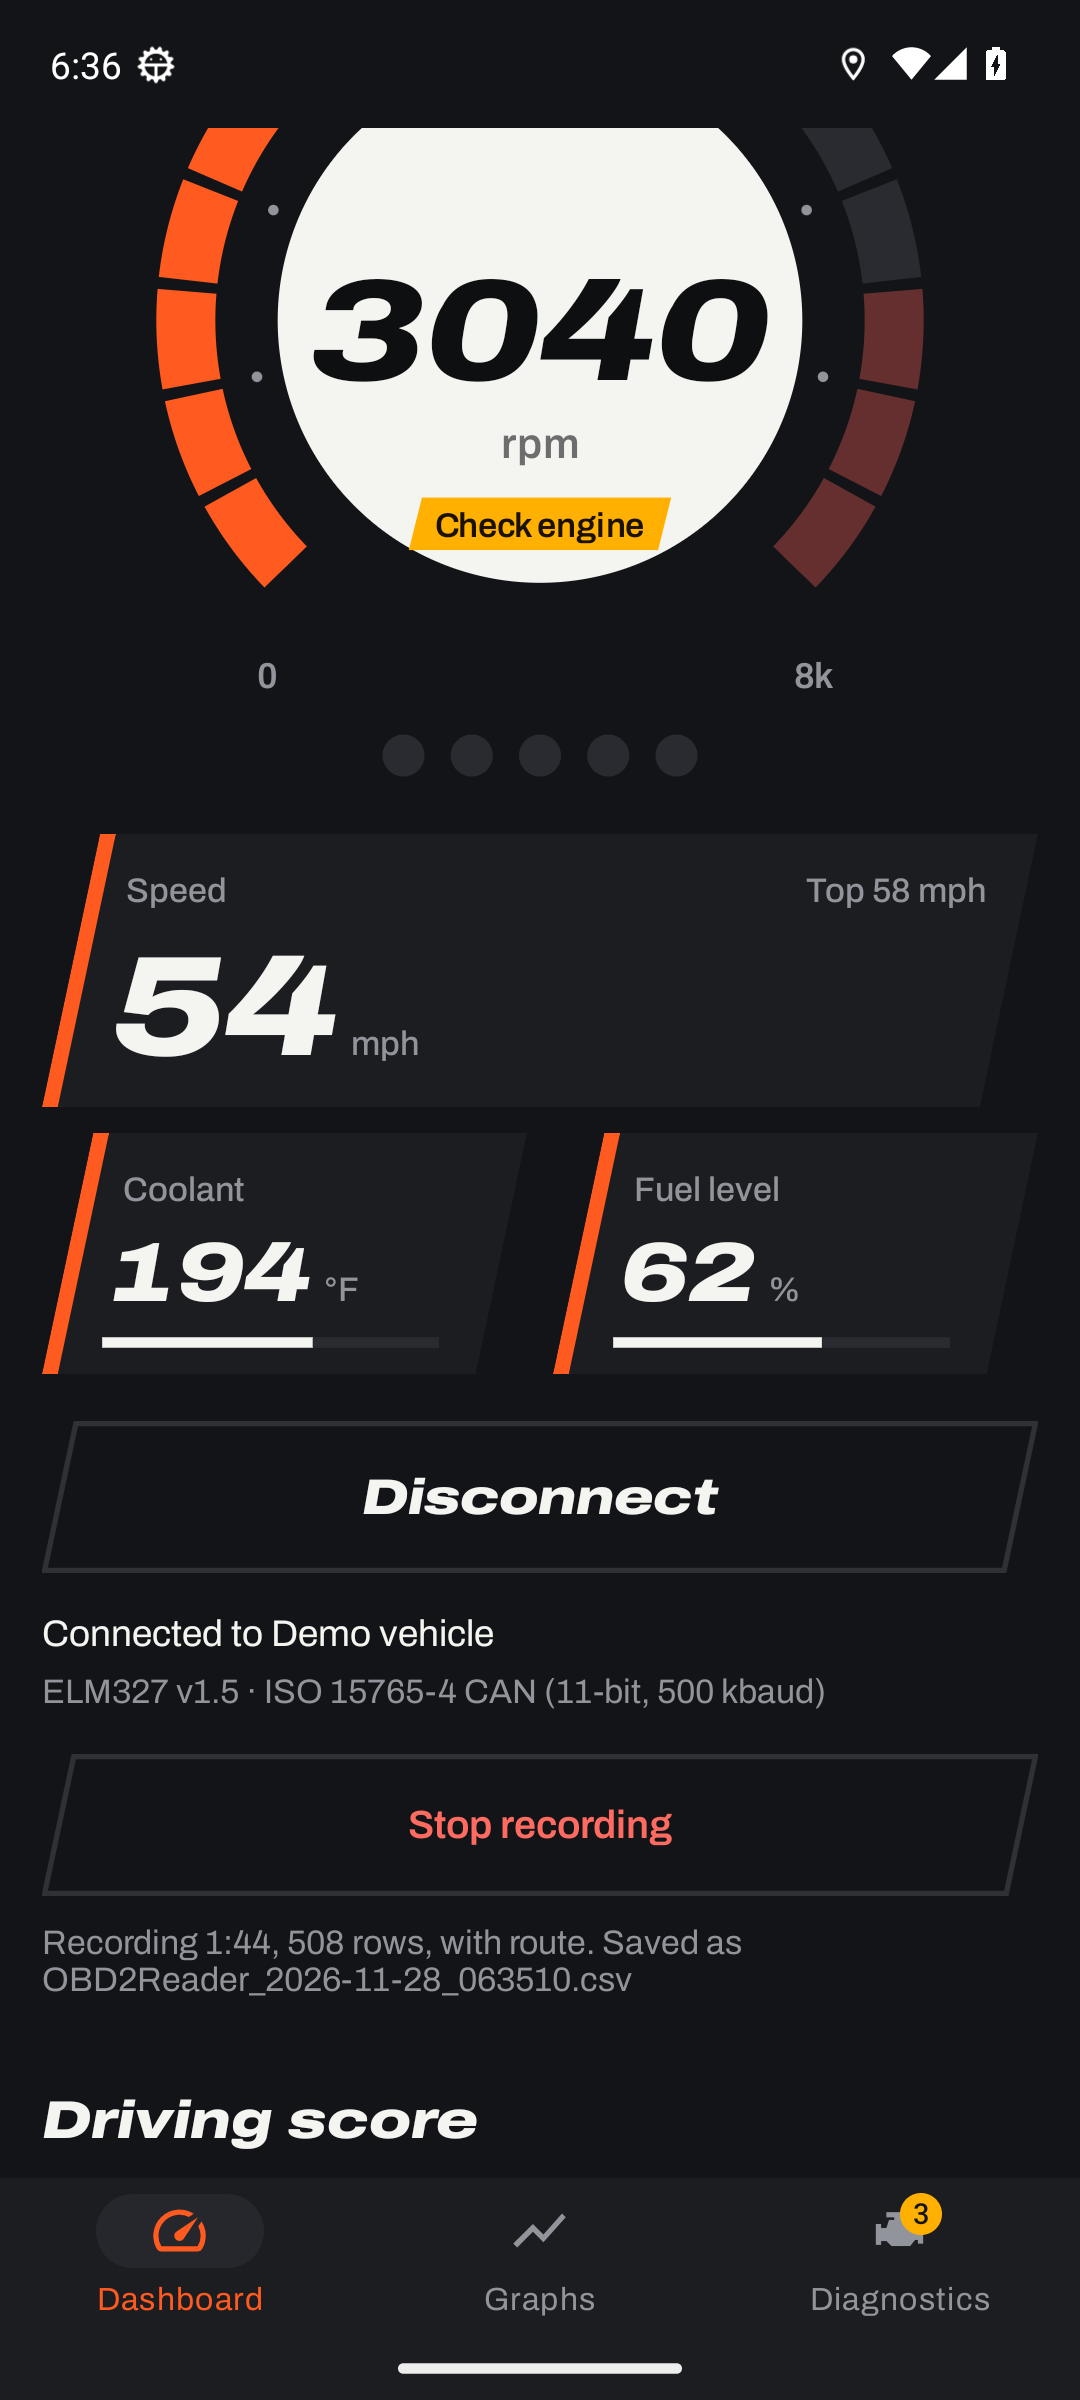 6:36
3040
rpm
Check engine
0
8k
Speed
Top 58 mph
54 mph
Coolant
194 °F
Fuel level
62 %
Disconnect
Connected to Demo vehicle
ELM327 v1.5 · ISO 15765-4 CAN (11-bit, 500 kbaud)
Stop recording
Recording 1:44, 508 rows, with route. Saved as
OBD2Reader_2026-11-28_063510.csv
Driving score
3
Dashboard
Graphs
Diagnostics